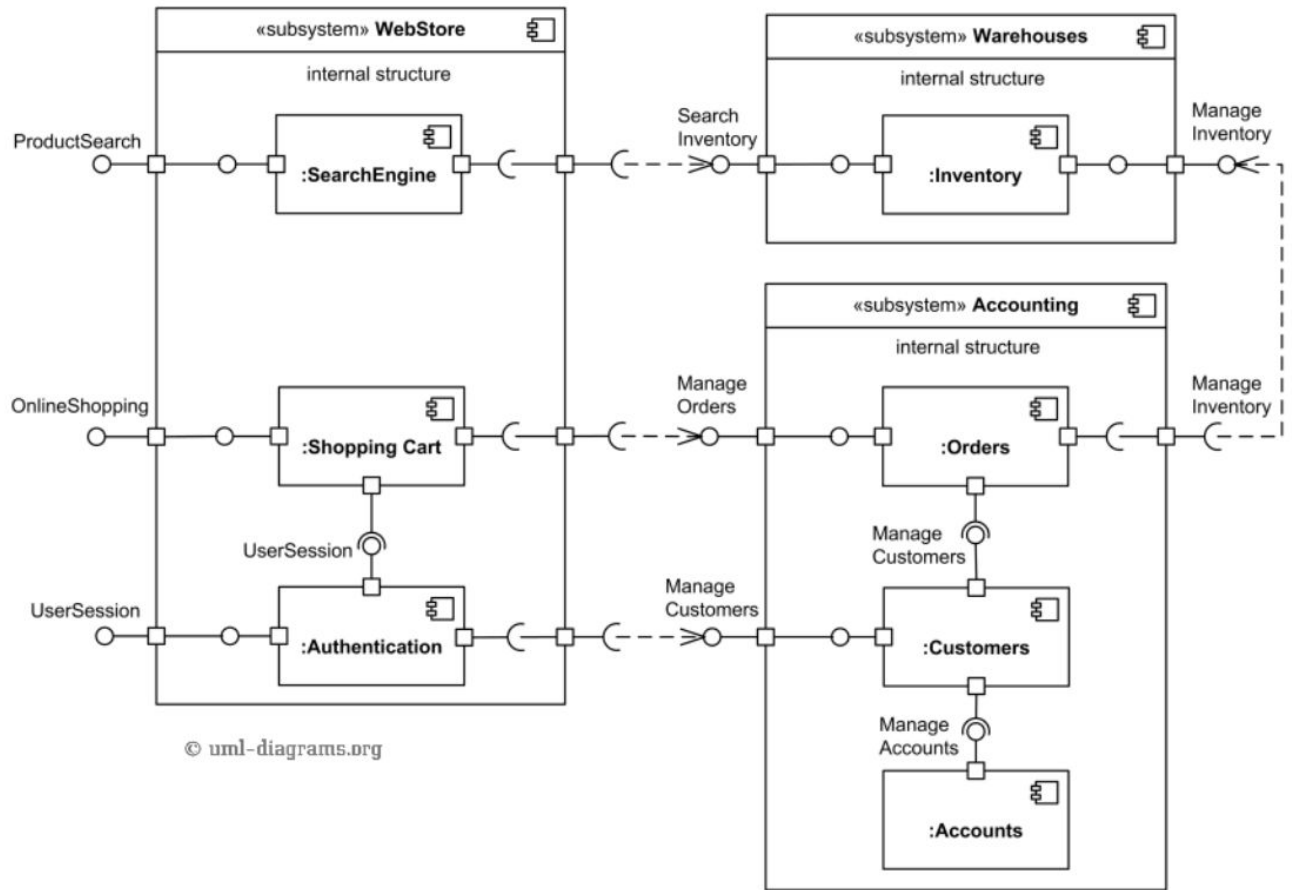 «subsystem» WebStore
internal structure
ProductSearch
:SearchEngine
Search
Inventory
«subsystem» Warehouses
internal structure
:Inventory
Manage
Inventory
OnlineShopping
:Shopping Cart
UserSession
UserSession
:Authentication
Manage
Orders
Manage
Customers
«subsystem» Accounting
internal structure
:Orders
Manage
Inventory
Manage
Customers
:Customers
Manage
Accounts
:Accounts
© uml-diagrams.org